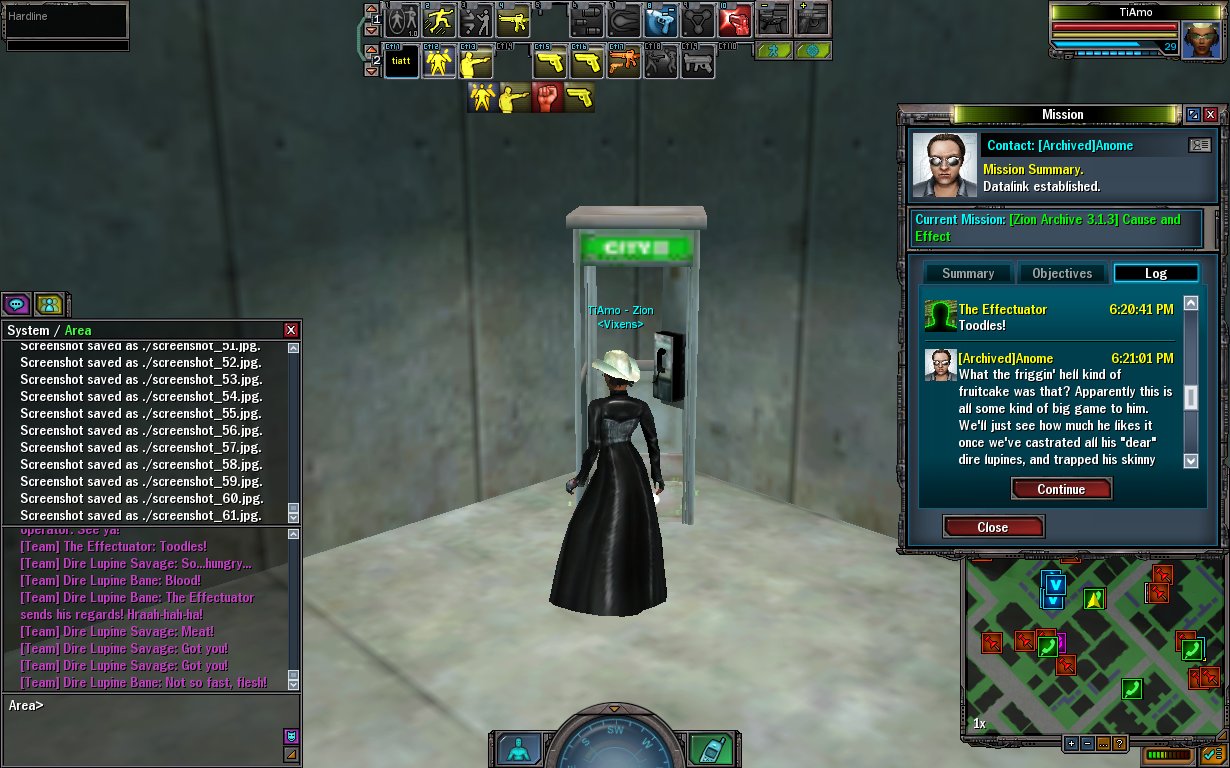 Hardline
1
2
tiatt
TiAmo
29
Mission
Contact: [Archived]Anome
Mission Summary.
Datalink established.
Current Mission: [Zion Archive 3.1.3] Cause and
Effect
Summary
Objectives
Log
The Effectuator
6:20:41 PM
Toodles!
[Archived]Anome
6:21:01 PM
What the friggin' hell kind of
fruitcake was that? Apparently this is
all some kind of big game to him.
We'll just see how much he likes it
once we've castrated all his "dear"
dire lupines, and trapped his skinny
Continue
Close
CITY
TiAmo - Zion
<Vixens>
System / Area
Screenshot saved as ./screenshot_51.jpg.
Screenshot saved as ./screenshot_52.jpg.
Screenshot saved as ./screenshot_53.jpg.
Screenshot saved as ./screenshot_54.jpg.
Screenshot saved as ./screenshot_55.jpg.
Screenshot saved as ./screenshot_56.jpg.
Screenshot saved as ./screenshot_57.jpg.
Screenshot saved as ./screenshot_58.jpg.
Screenshot saved as ./screenshot_59.jpg.
Screenshot saved as ./screenshot_60.jpg.
Screenshot saved as ./screenshot_61.jpg.
operator: See ya!
[Team] The Effectuator: Toodles!
[Team] Dire Lupine Savage: So...hungry...
[Team] Dire Lupine Bane: Blood!
[Team] Dire Lupine Bane: The Effectuator
sends his regards! Hraah-hah-ha!
[Team] Dire Lupine Savage: Meat!
[Team] Dire Lupine Savage: Got you!
[Team] Dire Lupine Savage: Got you!
[Team] Dire Lupine Bane: Not so fast, flesh!
Area>
S
SW
W
1x